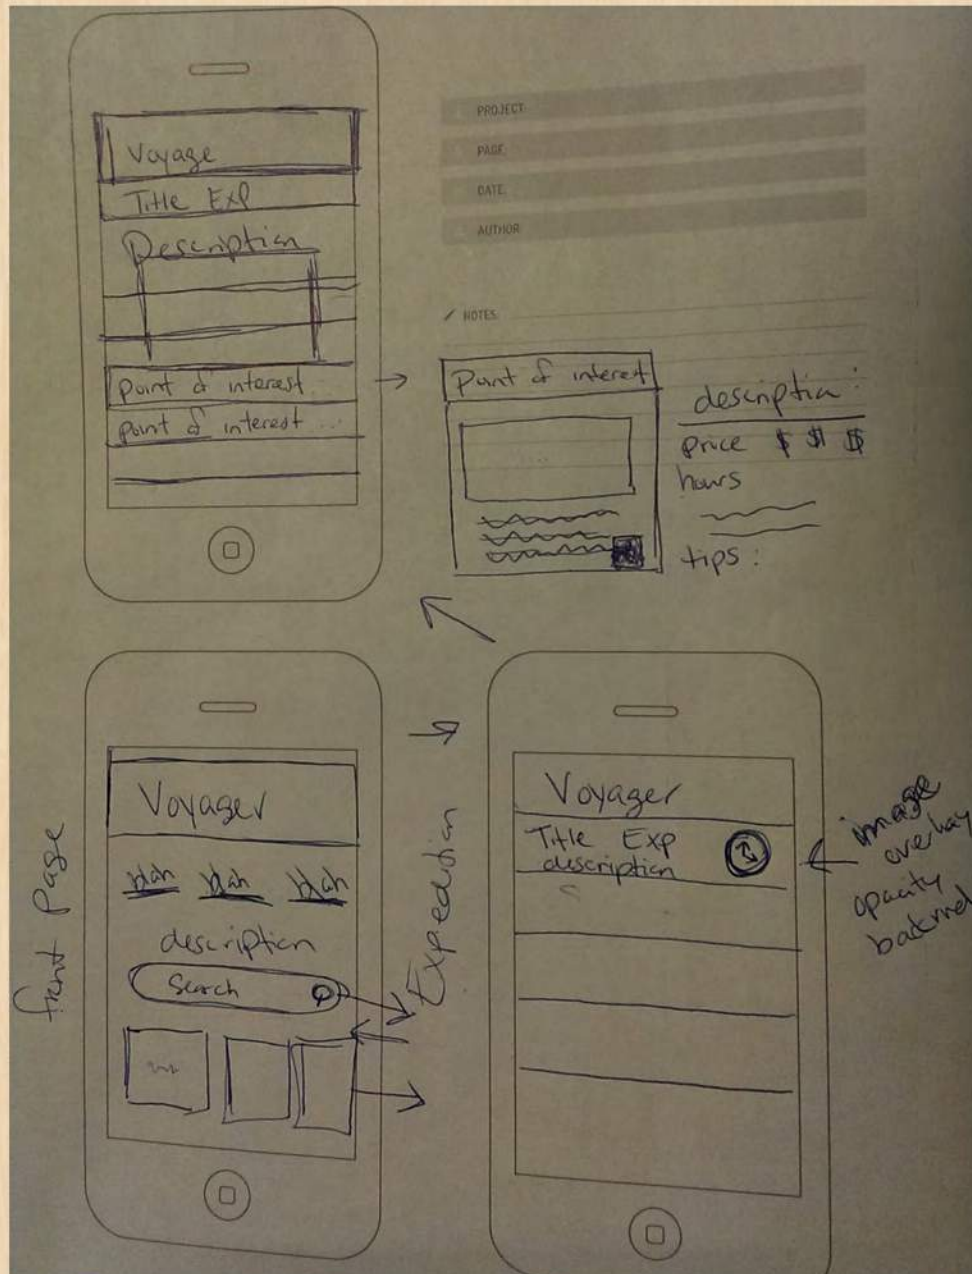 Voyage
Title Exp
Description
point of interest ...
point of interest ...
PROJECT:
PAGE:
DATE:
AUTHOR:
NOTES:
Point of interest
description:
price $ $ $
hours
tips:
front Page
Voyager
blah blah blah
description
Search
Expedition
Voyager
Title Exp
description
image
overlay
opacity